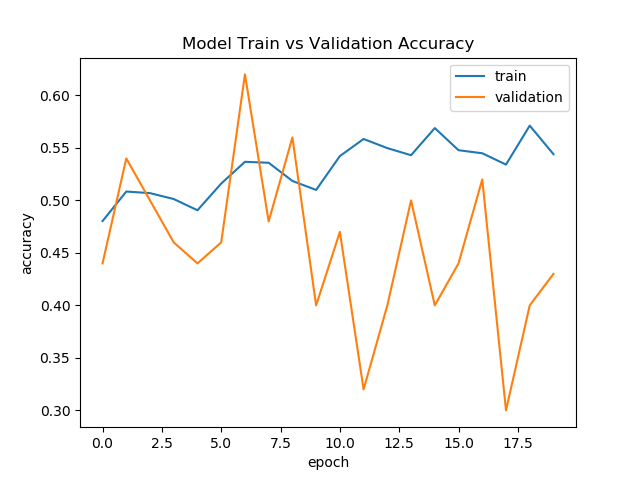 Model Train vs Validation Accuracy
train
validation
0.60
0.55
0.50
0.45
0.40
0.35
0.30
accuracy
0.0 2.5 5.0 7.5 10.0 12.5 15.0 17.5
epoch